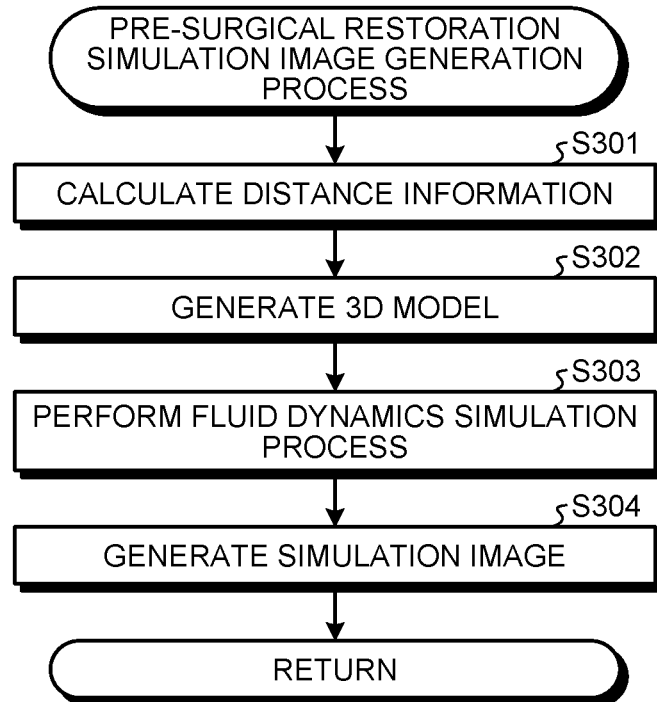 PRE-SURGICAL RESTORATION
SIMULATION IMAGE GENERATION
PROCESS
S301
CALCULATE DISTANCE INFORMATION
S302
GENERATE 3D MODEL
S303
PERFORM FLUID DYNAMICS SIMULATION
PROCESS
S304
GENERATE SIMULATION IMAGE
RETURN